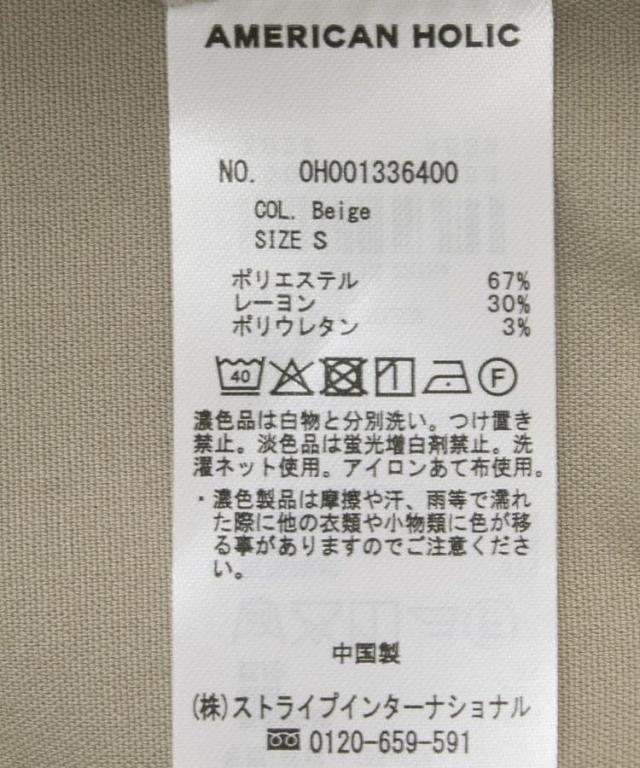 AMERICAN HOLIC
NO. OH001336400
COL. Beige
SIZE S
ポリエステル 67%
レーヨン 30%
ポリウレタン 3%
40 F
濃色品は白物と分別洗い。つけ置き
禁止。淡色品は蛍光増白剤禁止。洗
濯ネット使用。アイロンあて布使用。
・濃色製品は摩擦や汗、雨等で濡れ
た際に他の衣類や小物類に色が移
る事がありますのでご注意くださ
い。
中国製
(株)ストライプインターナショナル
0120-659-591